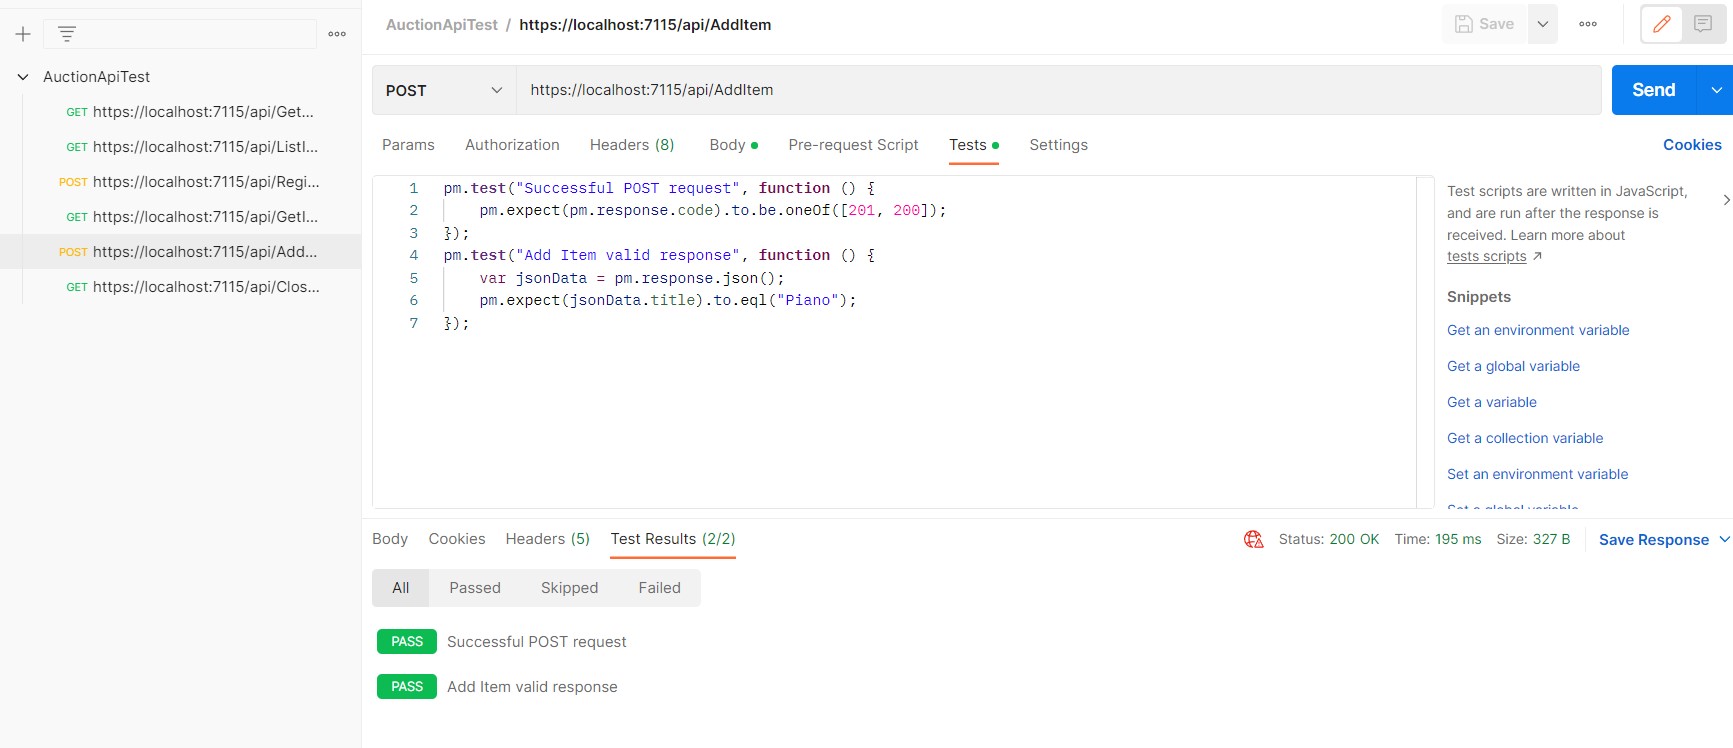 AuctionApiTest / https://localhost:7115/api/AddItem
Save
AuctionApiTest
GET https://localhost:7115/api/Get...
GET https://localhost:7115/api/ListI...
POST https://localhost:7115/api/Regi...
GET https://localhost:7115/api/GetI...
POST https://localhost:7115/api/Add...
GET https://localhost:7115/api/Clos...
POST https://localhost:7115/api/AddItem Send
Params Authorization Headers (8) Body Pre-request Script Tests Settings Cookies
1 pm.test("Successful POST request", function () {
2 pm.expect(pm.response.code).to.be.oneOf([201, 200]);
3 });
4 pm.test("Add Item valid response", function () {
5 var jsonData = pm.response.json();
6 pm.expect(jsonData.title).to.eql("Piano");
7 });
Test scripts are written in JavaScript,
and are run after the response is
received. Learn more about
tests scripts ↗
Snippets
Get an environment variable
Get a global variable
Get a variable
Get a collection variable
Set an environment variable
Set a global variable
Body Cookies Headers (5) Test Results (2/2) Status: 200 OK Time: 195 ms Size: 327 B Save Response
All Passed Skipped Failed
PASS Successful POST request
PASS Add Item valid response